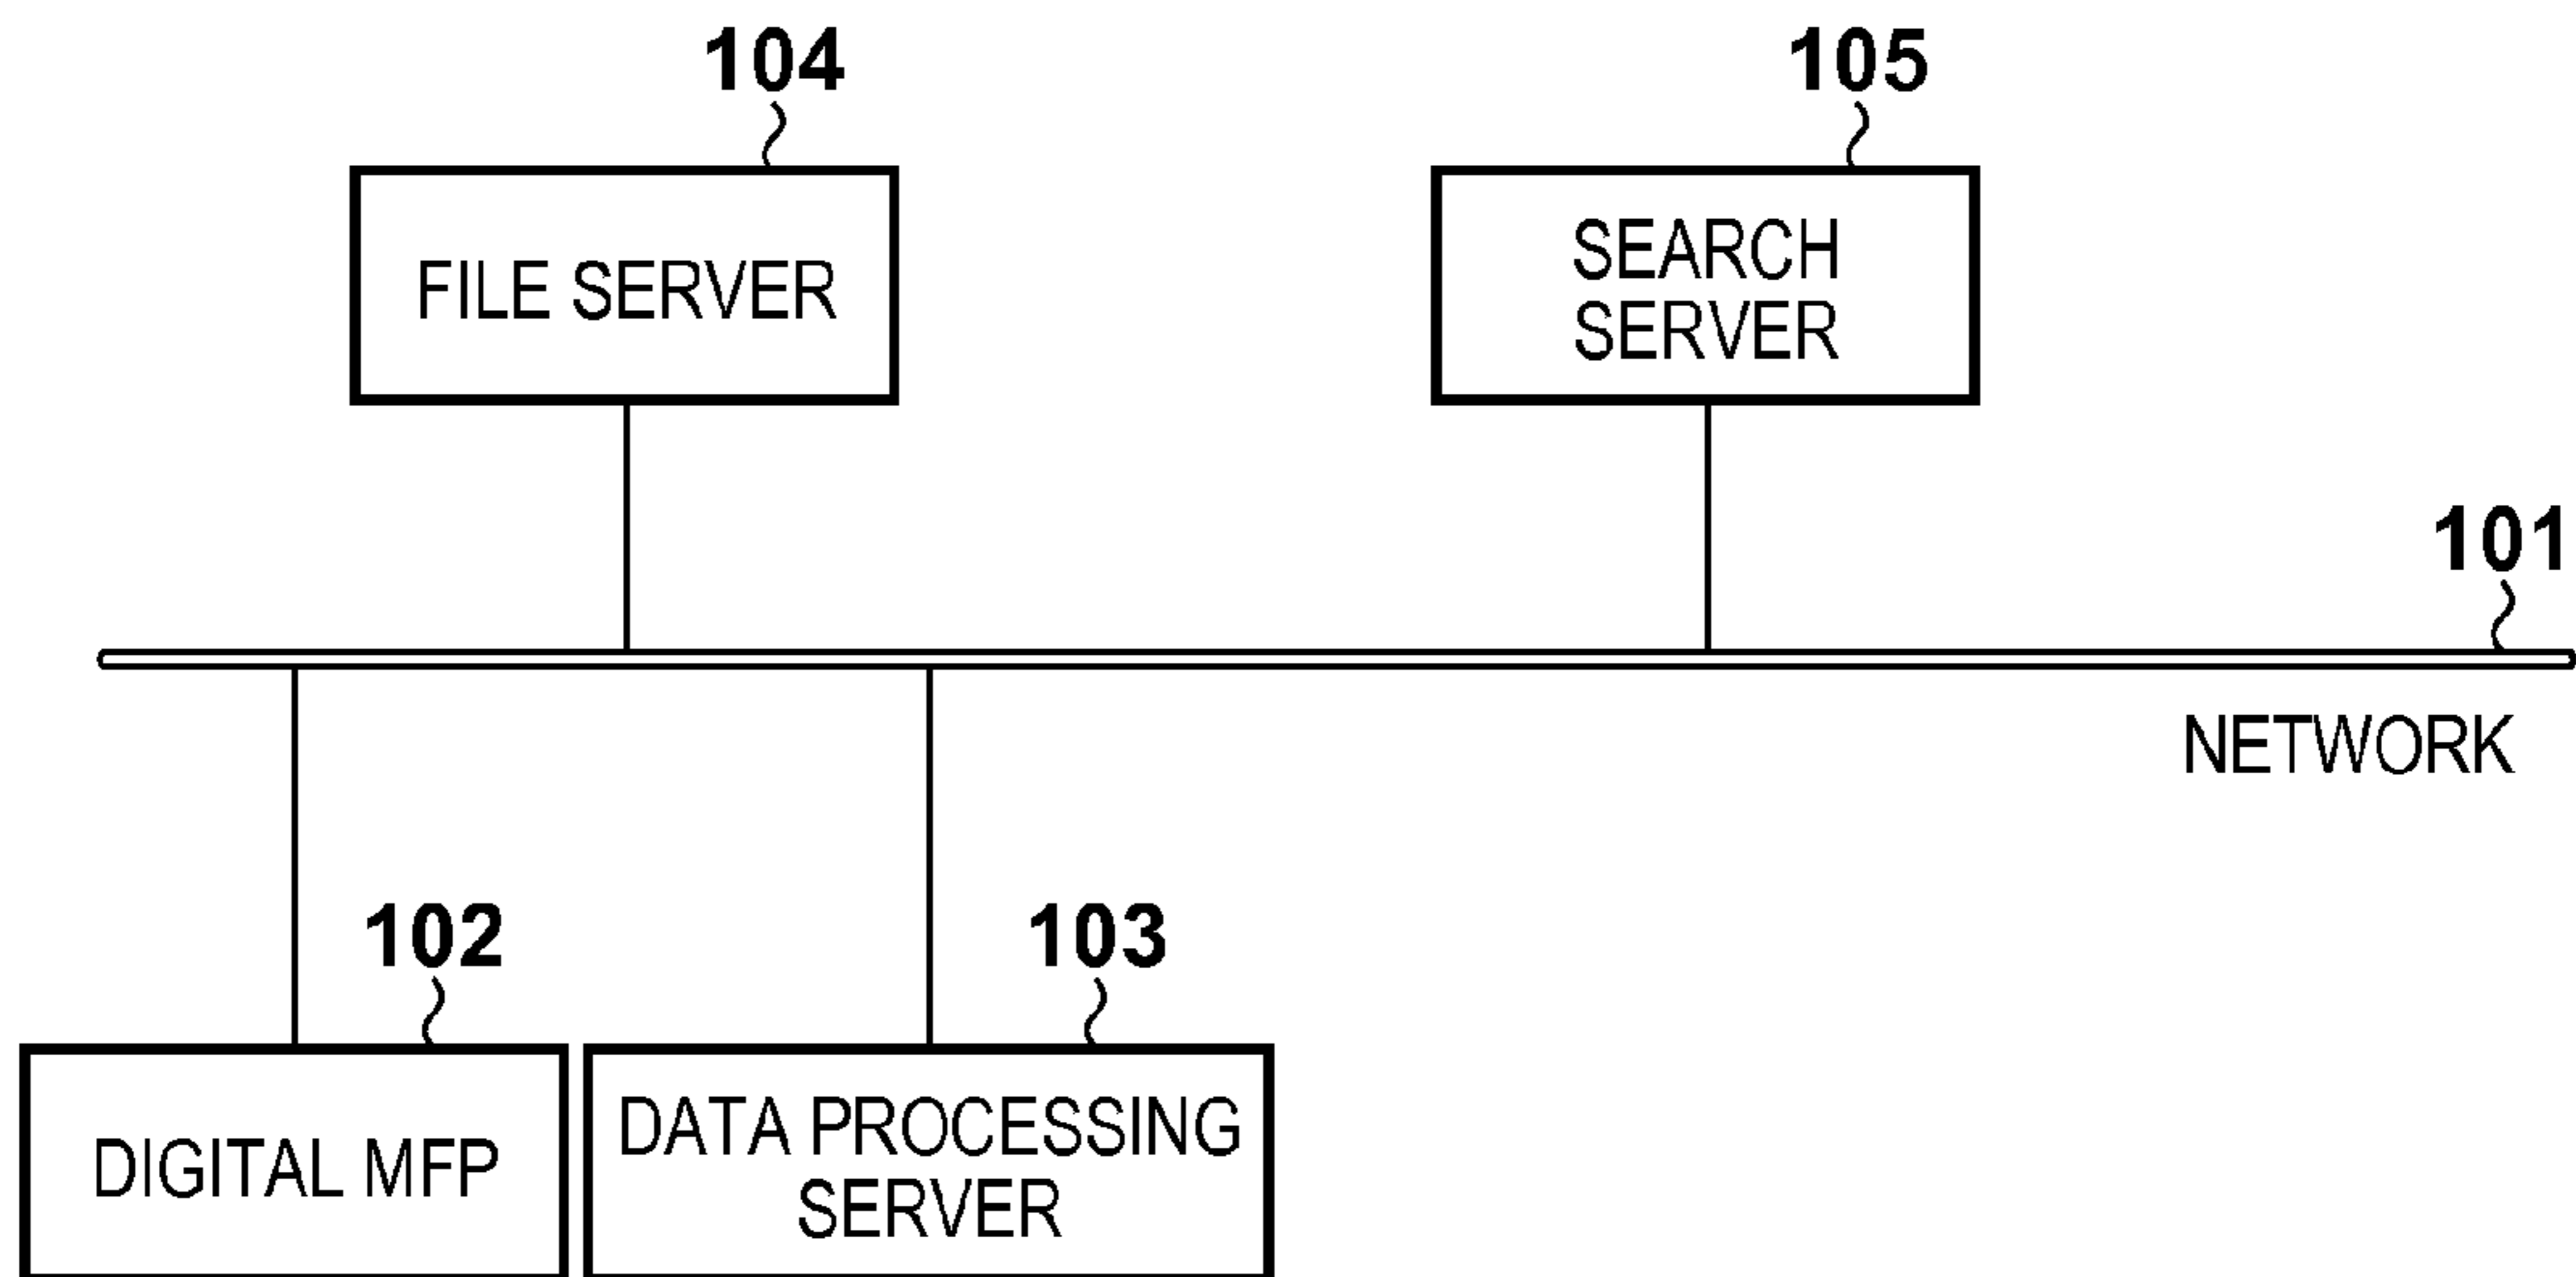 104
105
FILE SERVER
SEARCH
SERVER
101
NETWORK
102
103
DIGITAL MFP
DATA PROCESSING
SERVER